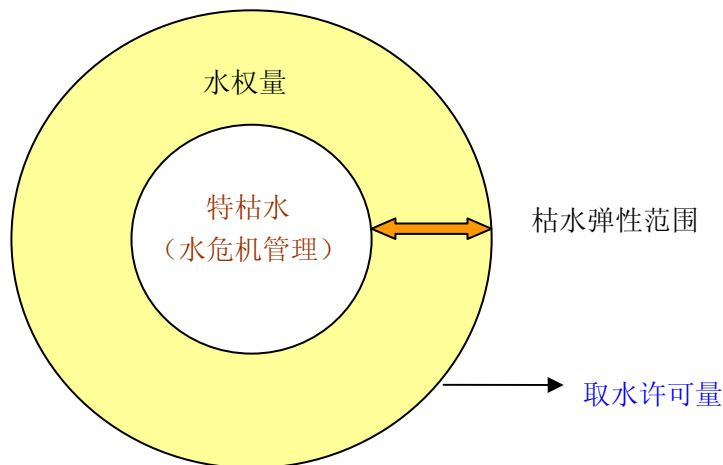 水权量
特枯水
（水危机管理）
枯水弹性范围
取水许可量